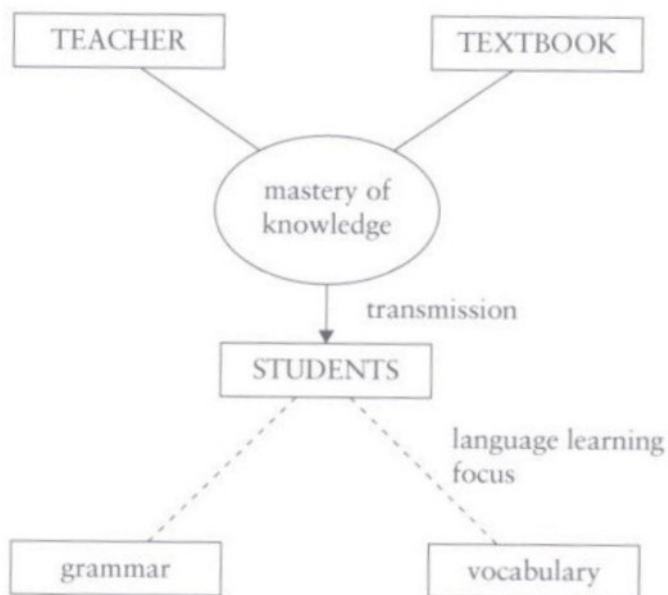 TEACHER
TEXTBOOK
mastery of
knowledge
transmission
STUDENTS
language learning
focus
grammar
vocabulary